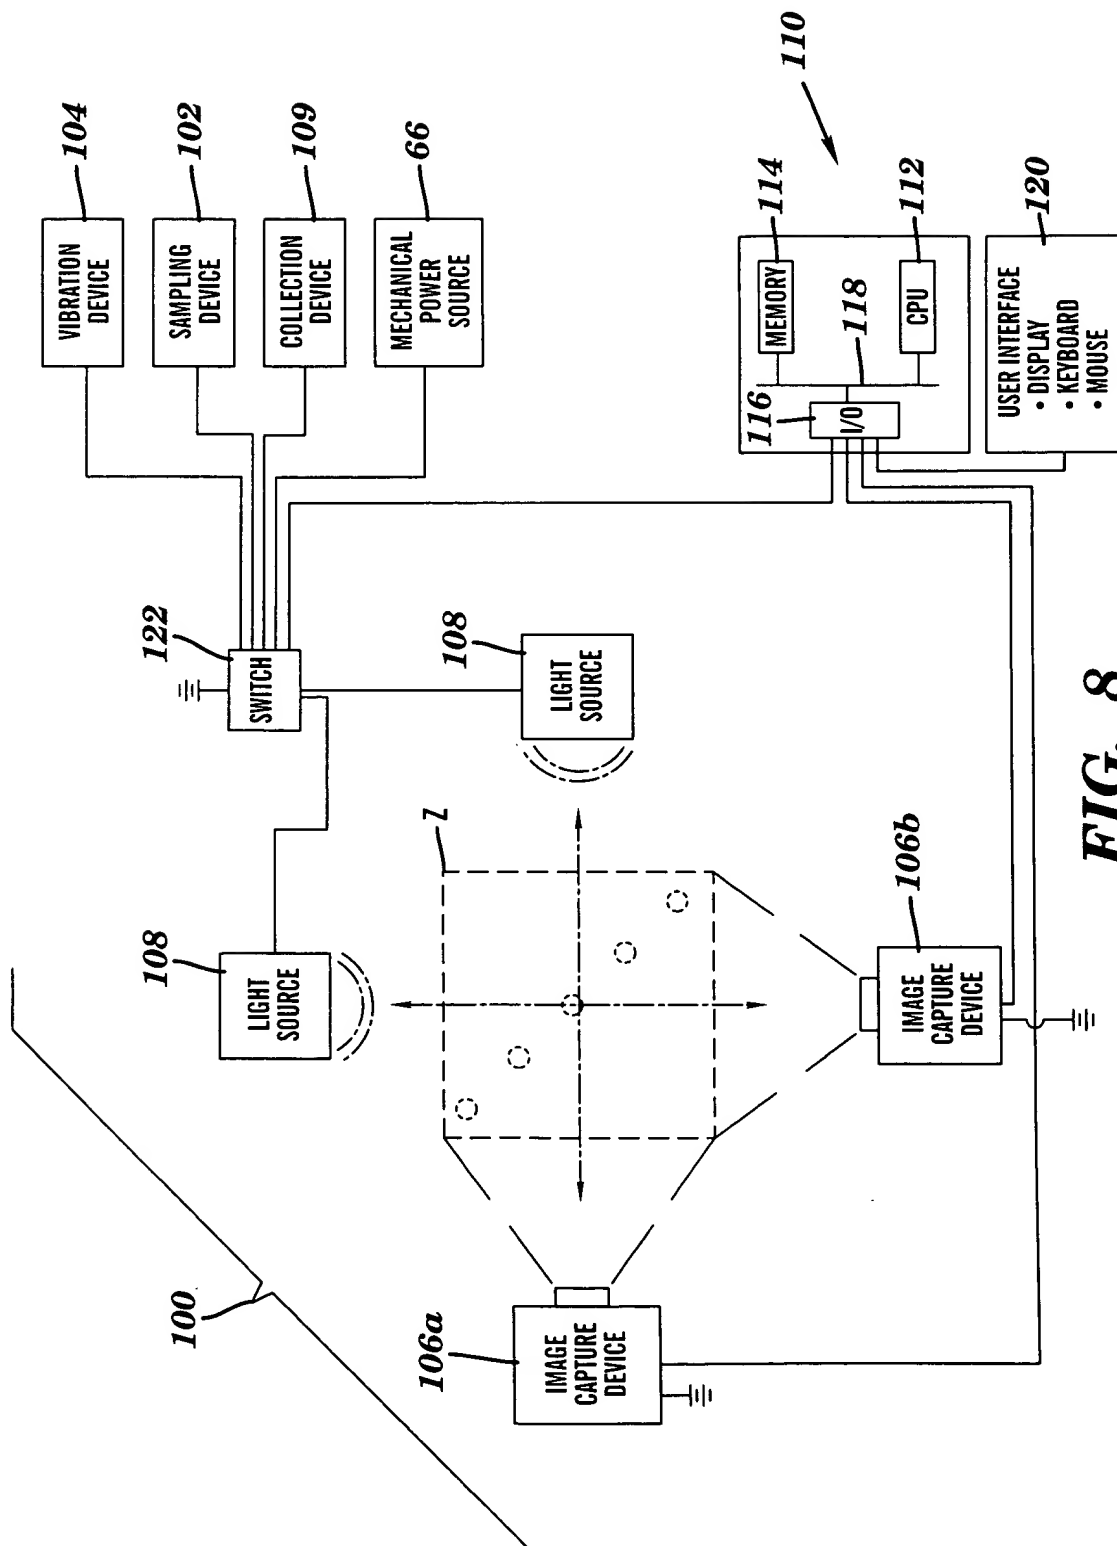 104
VIBRATION
DEVICE
102
SAMPLING
DEVICE
109
COLLECTION
DEVICE
66
MECHANICAL
POWER
SOURCE
110
114
MEMORY
112
CPU
118
116
I/O
120
USER INTERFACE
• DISPLAY
• KEYBOARD
• MOUSE
122
SWITCH
108
LIGHT
SOURCE
108
LIGHT
SOURCE
Z
100
106a
IMAGE
CAPTURE
DEVICE
106b
IMAGE
CAPTURE
DEVICE
FIG. 8